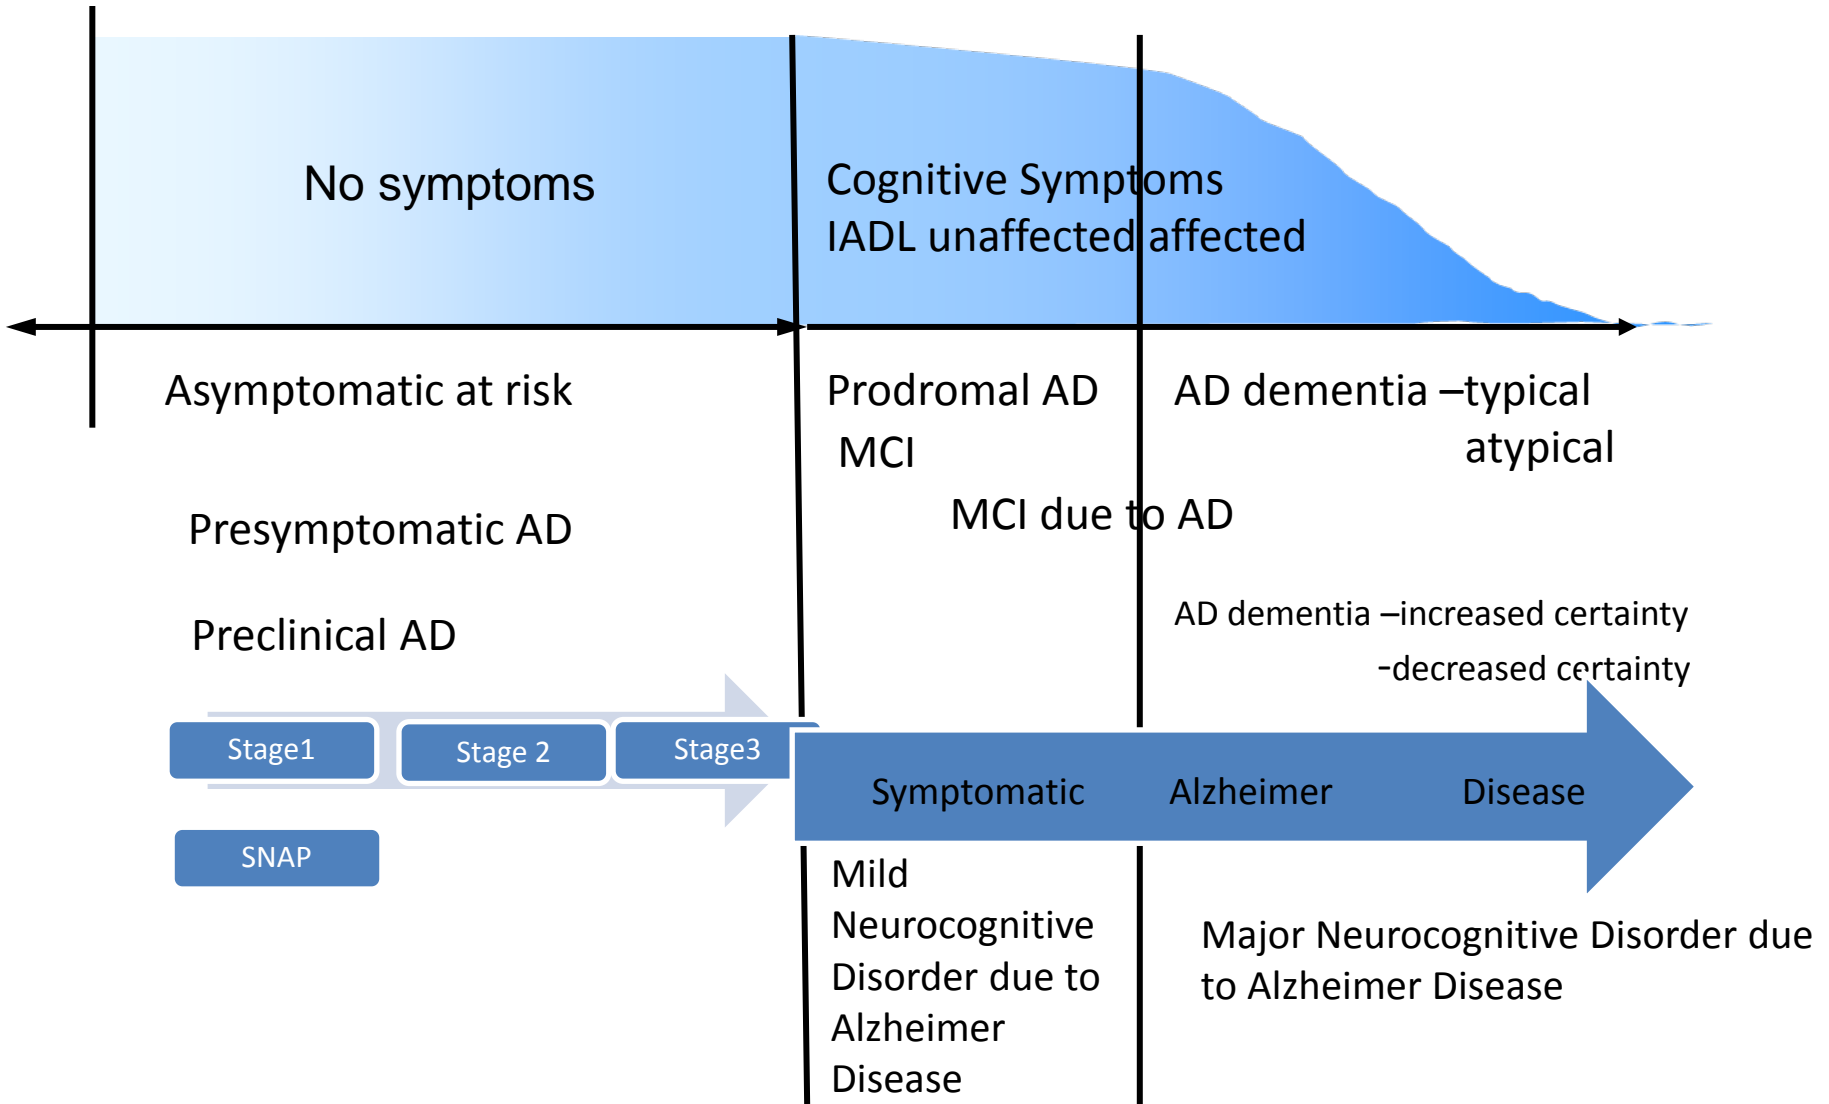 No symptoms
Cognitive Symptoms
IADL unaffected affected
Asymptomatic at risk
Prodromal AD
AD dementia –typical
MCI
atypical
MCI due to AD
Presymptomatic AD
AD dementia –increased certainty
Preclinical AD
-decreased certainty
Stage1
Stage 2
Stage3
Symptomatic Alzheimer Disease
SNAP
Mild
Neurocognitive
Disorder due to
Alzheimer
Disease
Major Neurocognitive Disorder due
to Alzheimer Disease